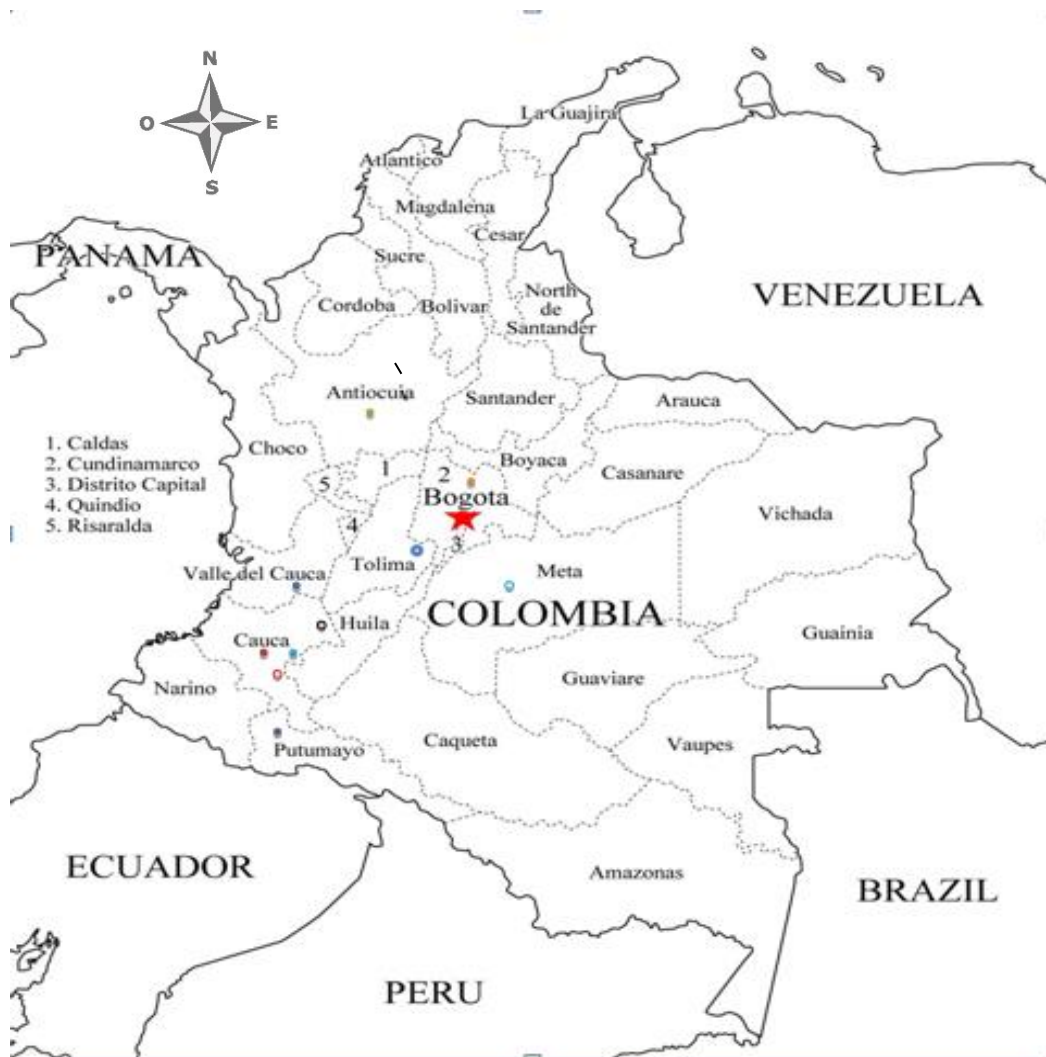 N
O E
S
La Guajira
Atlantico
Magdalena
Cesar
PANAMA
Sucre
Cordoba
Bolivar
North
de
Santander
VENEZUELA
Antiocuia
Santander
Arauca
Choco
1
2
Boyaca
Casanare
1. Caldas
2. Cundinamarco
3. Distrito Capital
4. Quindio
5. Risaralda
5
Bogota
4
3
Vichada
Valle del Cauca
Tolima
Meta
COLOMBIA
Huila
Cauca
Guainia
Narino
Guaviare
Putumayo
Caqueta
Vaupes
ECUADOR
Amazonas
BRAZIL
PERU